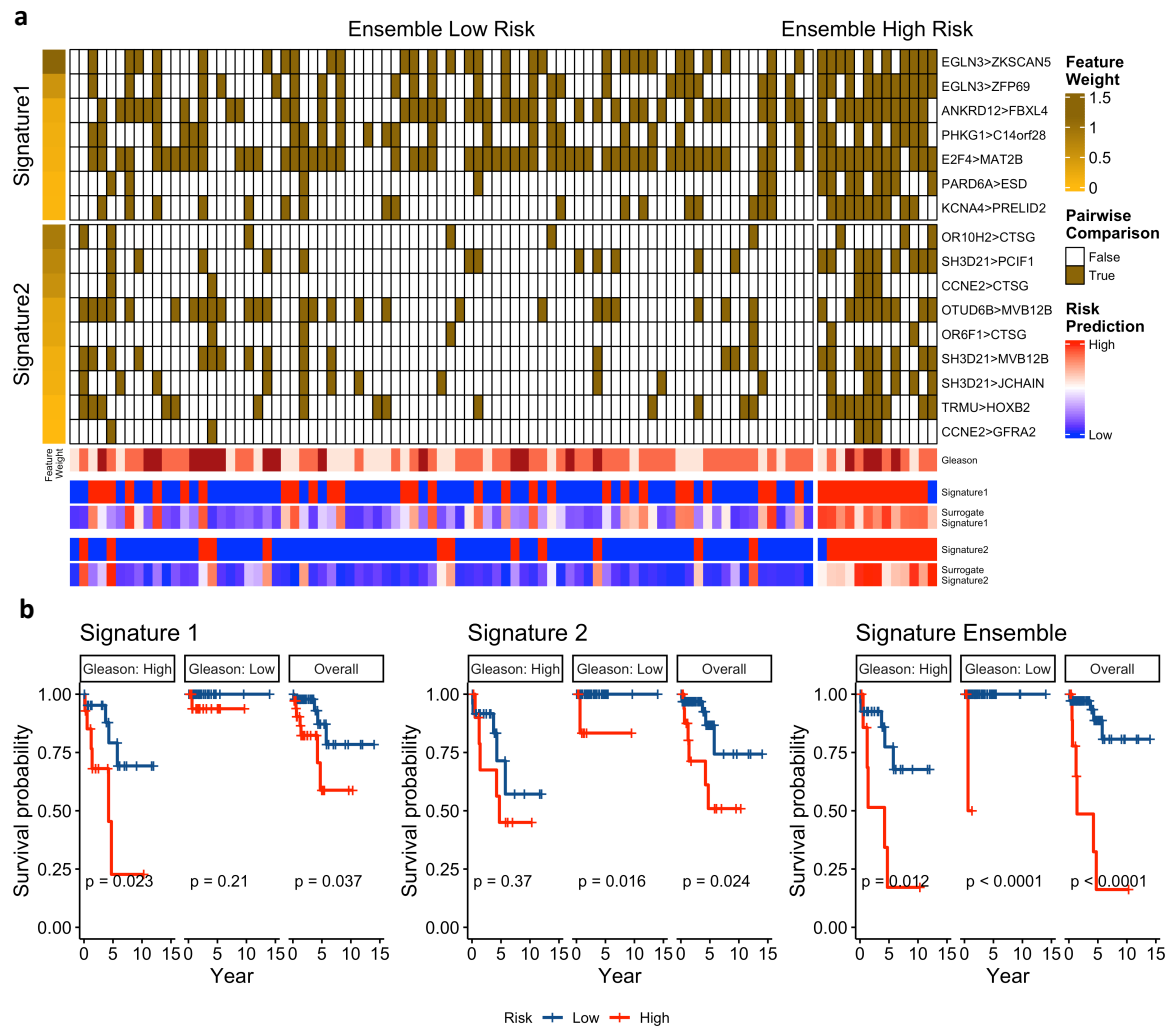 a
Ensemble Low Risk
Ensemble High Risk
Signature1
EGLN3>ZKSCAN5
EGLN3>ZFP69
ANKRD12>FBXL4
PHKG1>C14orf28
E2F4>MAT2B
PARD6A>ESD
KCNA4>PRELID2
Signature2
OR10H2>CTSG
SH3D21>PCIF1
CCNE2>CTSG
OTUD6B>MVB12B
OR6F1>CTSG
SH3D21>MVB12B
SH3D21>JCHAIN
TRMU>HOXB2
CCNE2>GFRA2
Feature
Weight
Gleason
Signature1
Surrogate
Signature1
Signature2
Surrogate
Signature2
Feature
Weight
1.5
1
0.5
0
Pairwise
Comparison
False
True
Risk
Prediction
High
Low
b
Signature 1
Gleason: High
Gleason: Low
Overall
Survival probability
1.00
0.75
0.50
0.25
0.00
p = 0.023
p = 0.21
p = 0.037
0 5 10 15
0 5 10 15
0 5 10 15
Year
Signature 2
Gleason: High
Gleason: Low
Overall
Survival probability
1.00
0.75
0.50
0.25
0.00
p = 0.37
p = 0.016
p = 0.024
0 5 10 15
0 5 10 15
0 5 10 15
Year
Signature Ensemble
Gleason: High
Gleason: Low
Overall
Survival probability
1.00
0.75
0.50
0.25
0.00
p = 0.012
p < 0.0001
p < 0.0001
0 5 10 15
0 5 10 15
0 5 10 15
Year
Risk Low High